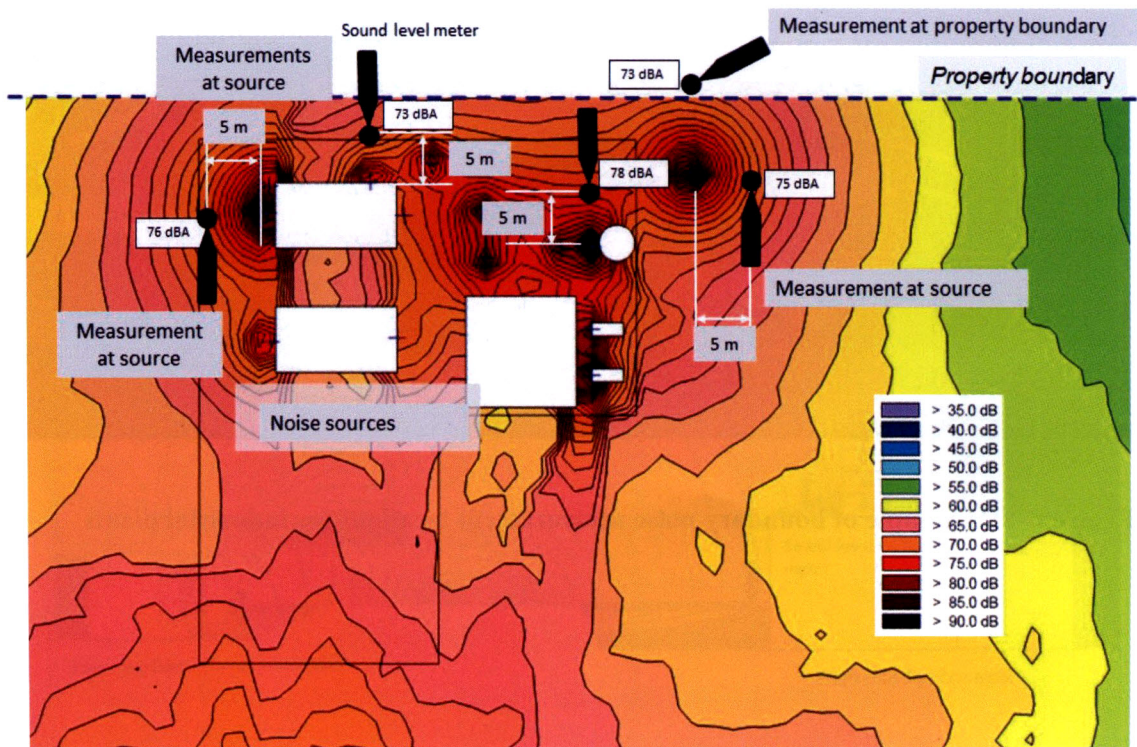 Measurements
at source
Sound level meter
Measurement at property boundary
73 dBA
Property boundary
5 m
73 dBA
5 m
78 dBA
75 dBA
5 m
76 dBA
Measurement at source
Measurement
at source
5 m
Noise sources
> 35.0 dB
> 40.0 dB
> 45.0 dB
> 50.0 dB
> 55.0 dB
> 60.0 dB
> 65.0 dB
> 70.0 dB
> 75.0 dB
> 80.0 dB
> 85.0 dB
> 90.0 dB